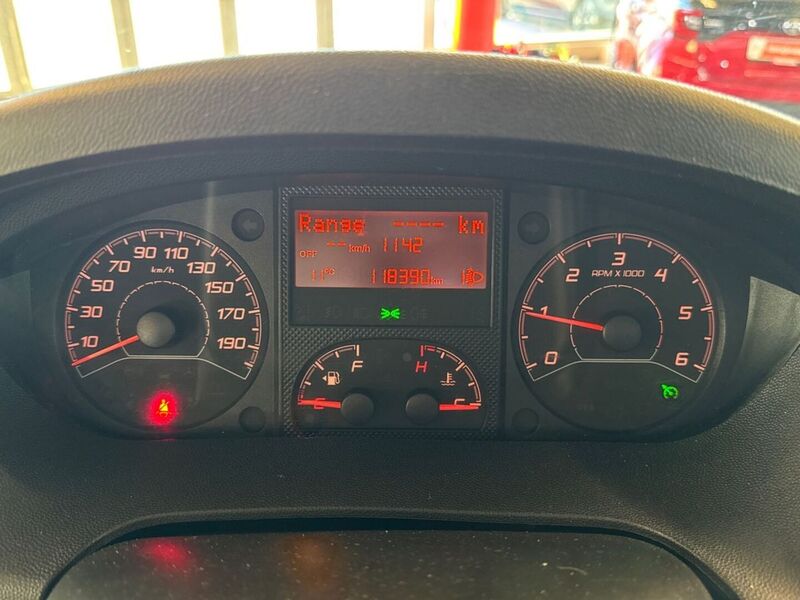 Range ---- km
--km/h 1142
OFF
11°C 118390km
10 30 50 70 90 110 130 150 170 190
km/h
F
E
H
C
0 1 2 3 4 5 6
RPM X 1000